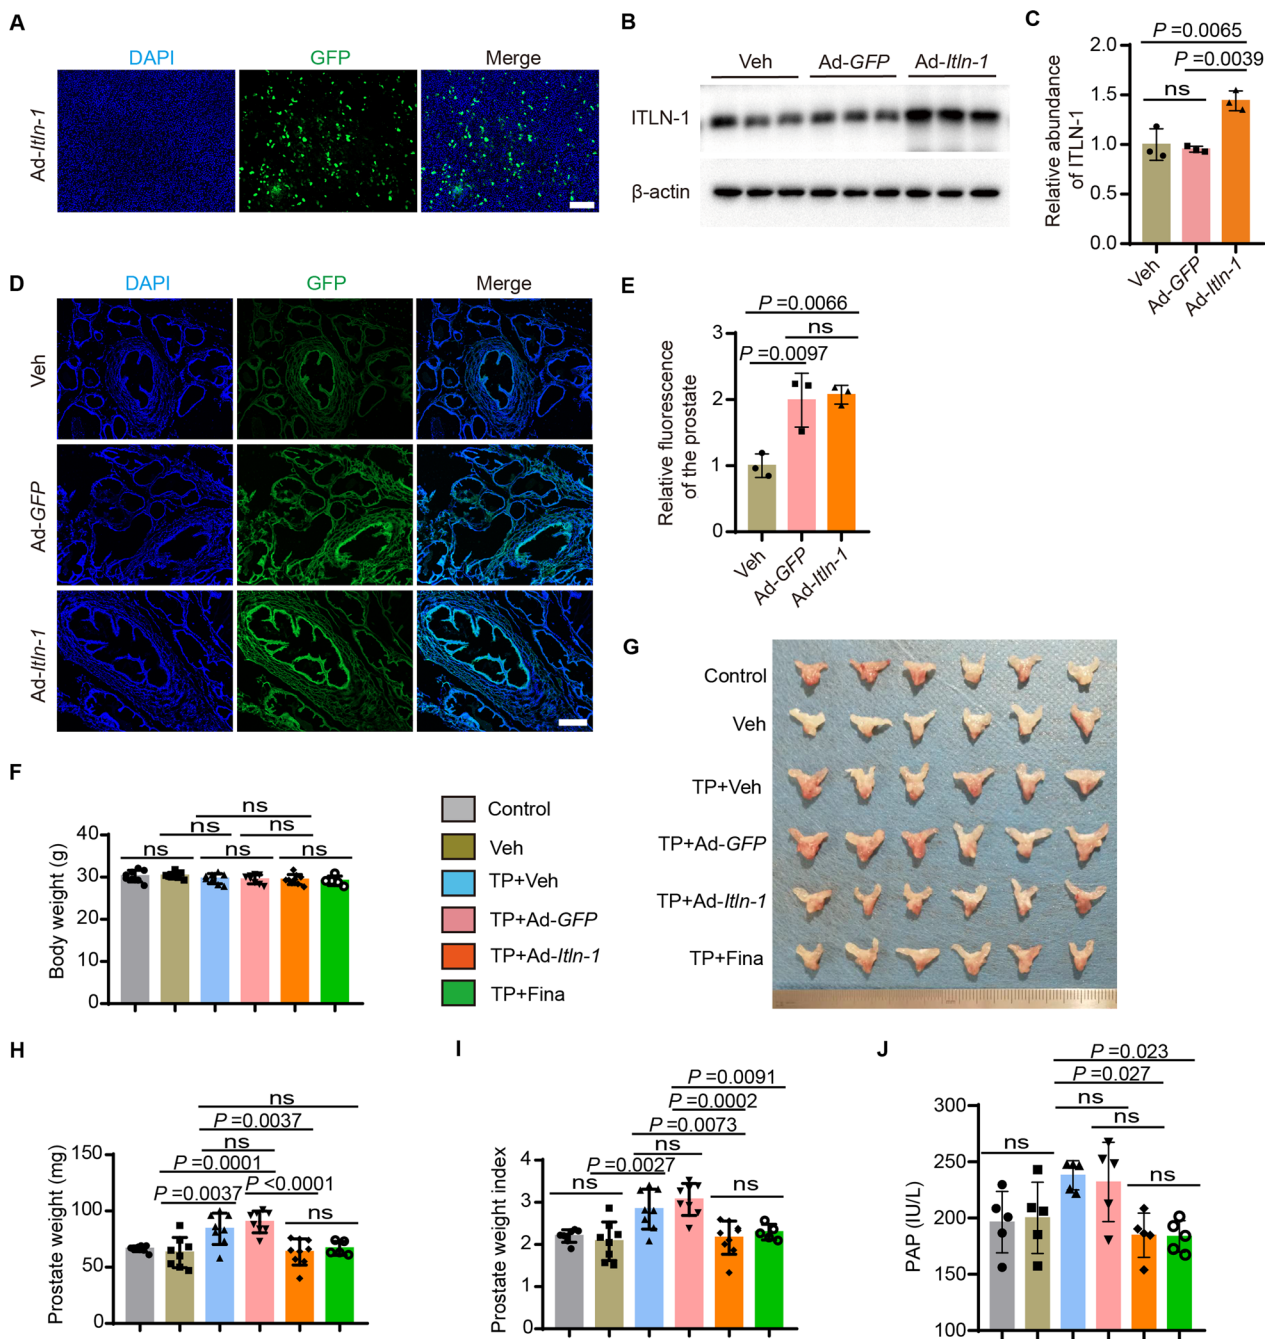 A
DAPI
GFP
Merge
Ad-Itln-1
B
Veh
Ad-GFP
Ad-Itln-1
ITLN-1
β-actin
C
P =0.0065
P =0.0039
ns
2.0
1.5
1.0
0.5
0.0
Relative abundance
of ITLN-1
Veh
Ad-GFP
Ad-Itln-1
D
DAPI
GFP
Merge
Veh
Ad-GFP
Ad-Itln-1
E
P =0.0066
ns
P =0.0097
3
2
1
0
Relative fluorescence
of the prostate
Veh
Ad-GFP
Ad-Itln-1
F
ns
ns
ns
ns
ns
ns
40
30
20
10
0
Body weight (g)
Control
Veh
TP+Veh
TP+Ad-GFP
TP+Ad-Itln-1
TP+Fina
G
Control
Veh
TP+Veh
TP+Ad-GFP
TP+Ad-Itln-1
TP+Fina
H
ns
P =0.0037
ns
P =0.0001
P <0.0001
P =0.0037
ns
150
100
50
0
Prostate weight (mg)
I
P =0.0091
P =0.0002
P =0.0073
ns
P =0.0027
ns
ns
4
3
2
1
0
Prostate weight index
J
P =0.023
P =0.027
ns
ns
ns
ns
300
250
200
150
100
PAP (IU/L)